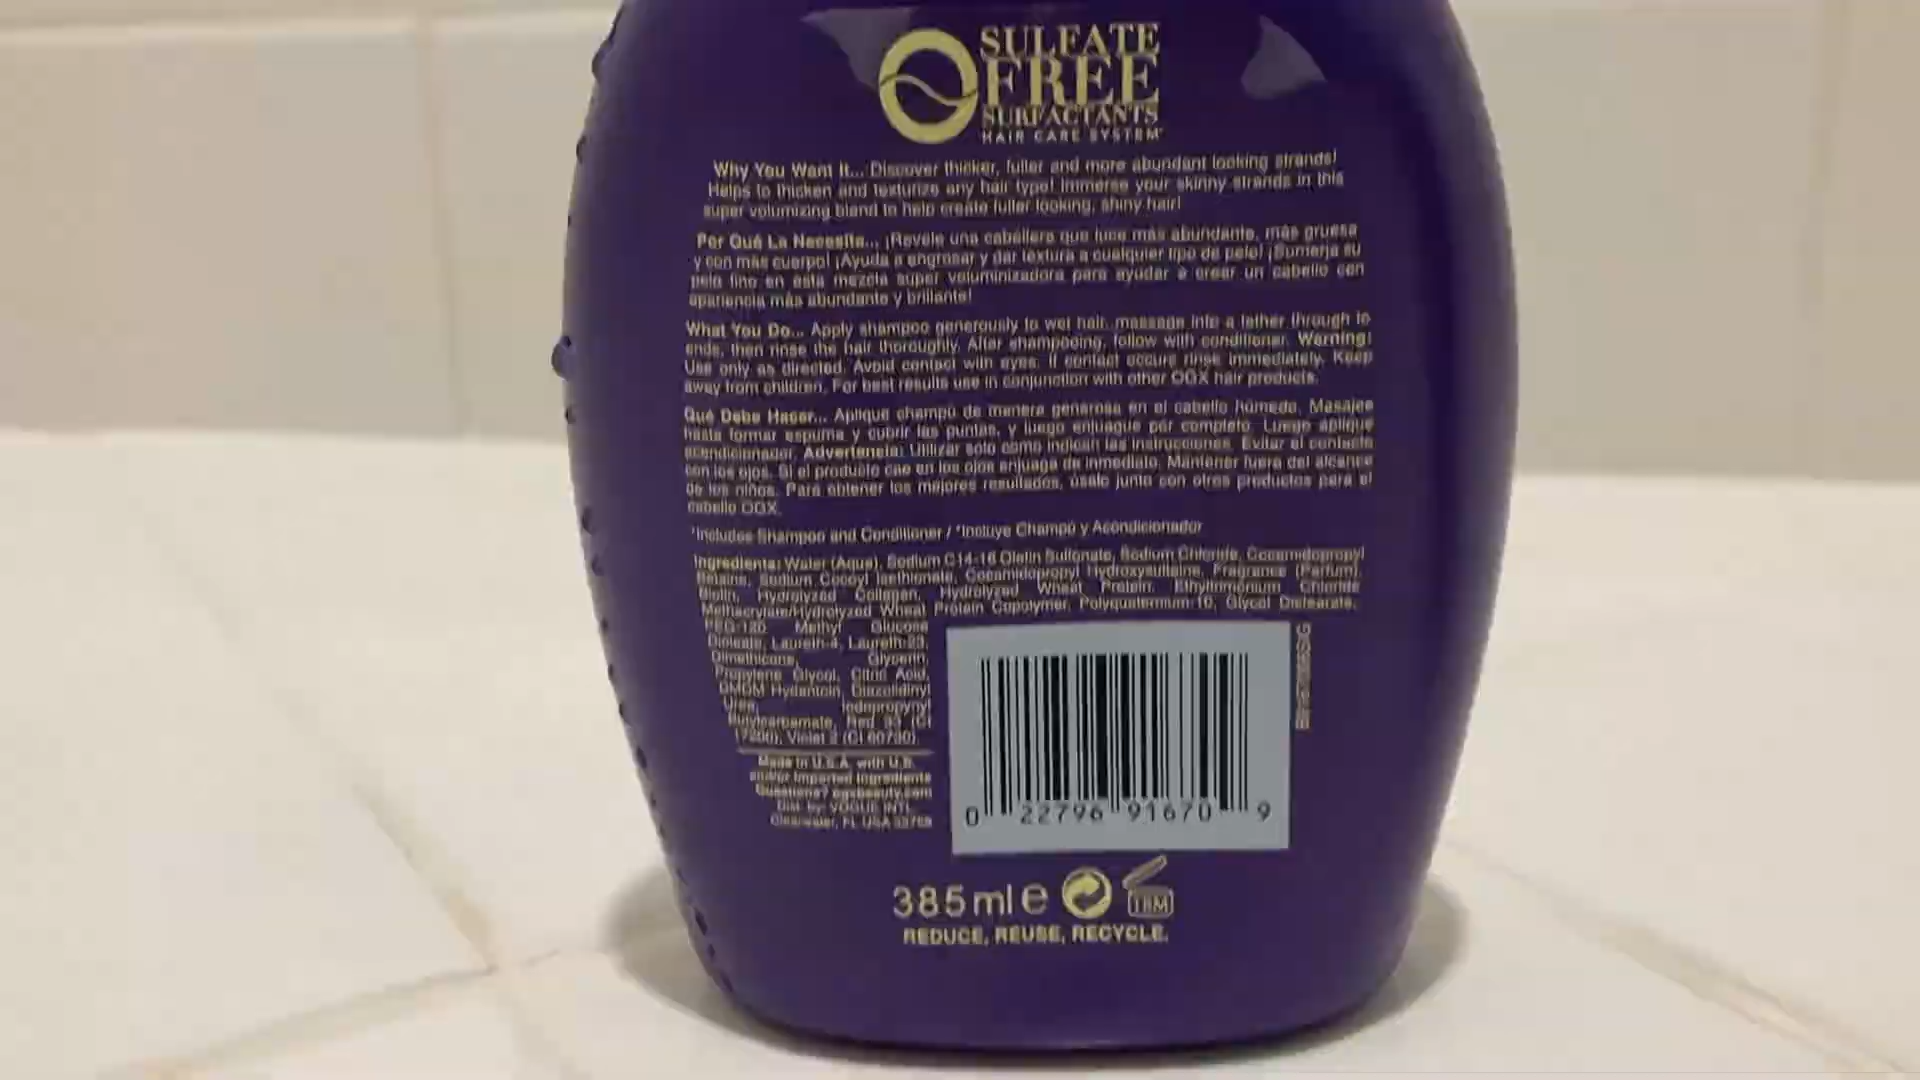 SULFATE
FREE
SURFACTANTS
HAIR CARE SYSTEM
Why You Want It... Discover thicker, fuller and more abundant looking strands!
Helps to thicken and texturize any hair type! Immerse your skinny strands in this
super volumizing blend to help create fuller looking, shiny hair!
Por Qué La Necesita... ¡Revele una cabellera que luce más abundante, más gruesa
y con más cuerpo! ¡Ayuda a engrosar y dar textura a cualquier tipo de pelo! ¡Sumerja su
pelo fino en esta mezcla super voluminizadora para ayudar a crear un cabello con
apariencia más abundante y brillante!
What You Do... Apply shampoo generously to wet hair, massage into a lather through to
ends, then rinse the hair thoroughly. After shampooing, follow with conditioner. Warning:
Use only as directed. Avoid contact with eyes. If contact occurs rinse immediately. Keep
away from children. For best results use in conjunction with other OGX hair products.
Qué Debe Hacer... Aplique champú de manera generosa en el cabello húmedo. Masajee
hasta formar espuma y cubrir las puntas, y luego enjuague por completo. Luego aplique
acondicionador. Advertencia: Utilizar solo como indican las instrucciones. Evitar el contacto
con los ojos. Si el producto cae en los ojos enjuage de inmediato. Mantener fuera del alcance
de los niños. Para obtener los mejores resultados, úselo junto con otros productos para el
cabello OGX.
*Includes Shampoo and Conditioner / *Incluye Champú y Acondicionador
Ingredients: Water (Aqua), Sodium C14-16 Olefin Sulfonate, Sodium Chloride, Cocamidopropyl
Betaine, Sodium Cocoyl Isethionate, Cocamidopropyl Hydroxysultaine, Fragrance (Parfum),
Biotin, Hydrolyzed Collagen, Hydrolyzed Wheat Protein, Ethyltrimonium Chloride
Methacrylate/Hydrolyzed Wheat Protein Copolymer, Polyquaternium-10, Glycol Distearate,
PEG-120 Methyl Glucose
Dioleate, Laureth-4, Laureth-23,
Dimethicone, Glycerin,
Propylene Glycol, Citric Acid,
DMDM Hydantoin, Diazolidinyl
Urea, Iodopropynyl
Butylcarbamate, Red 33 (CI
17200), Violet 2 (CI 60730).
Made in U.S.A. with U.S.
and/or imported ingredients
Questions? ogxbeauty.com
Dist. by: VOGUE INTL.
Clearwater, FL USA
0 22796 91670 9
385 ml e
18M
REDUCE, REUSE, RECYCLE.